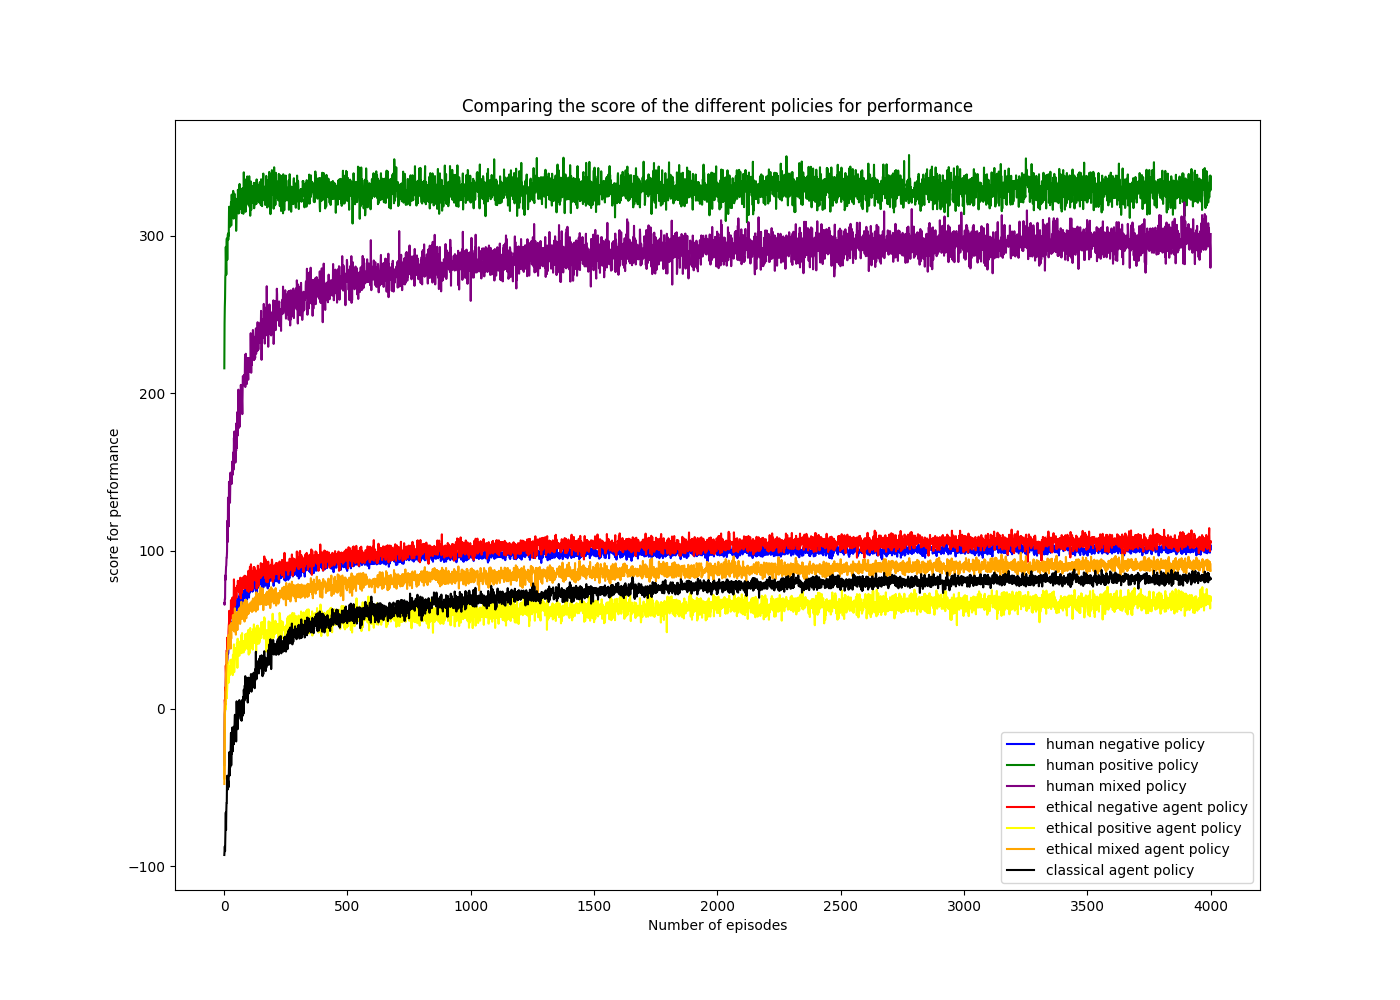 Comparing the score of the different policies for performance
300
200
100
0
−100
score for performance
0 500 1000 1500 2000 2500 3000 3500 4000
Number of episodes
human negative policy
human positive policy
human mixed policy
ethical negative agent policy
ethical positive agent policy
ethical mixed agent policy
classical agent policy